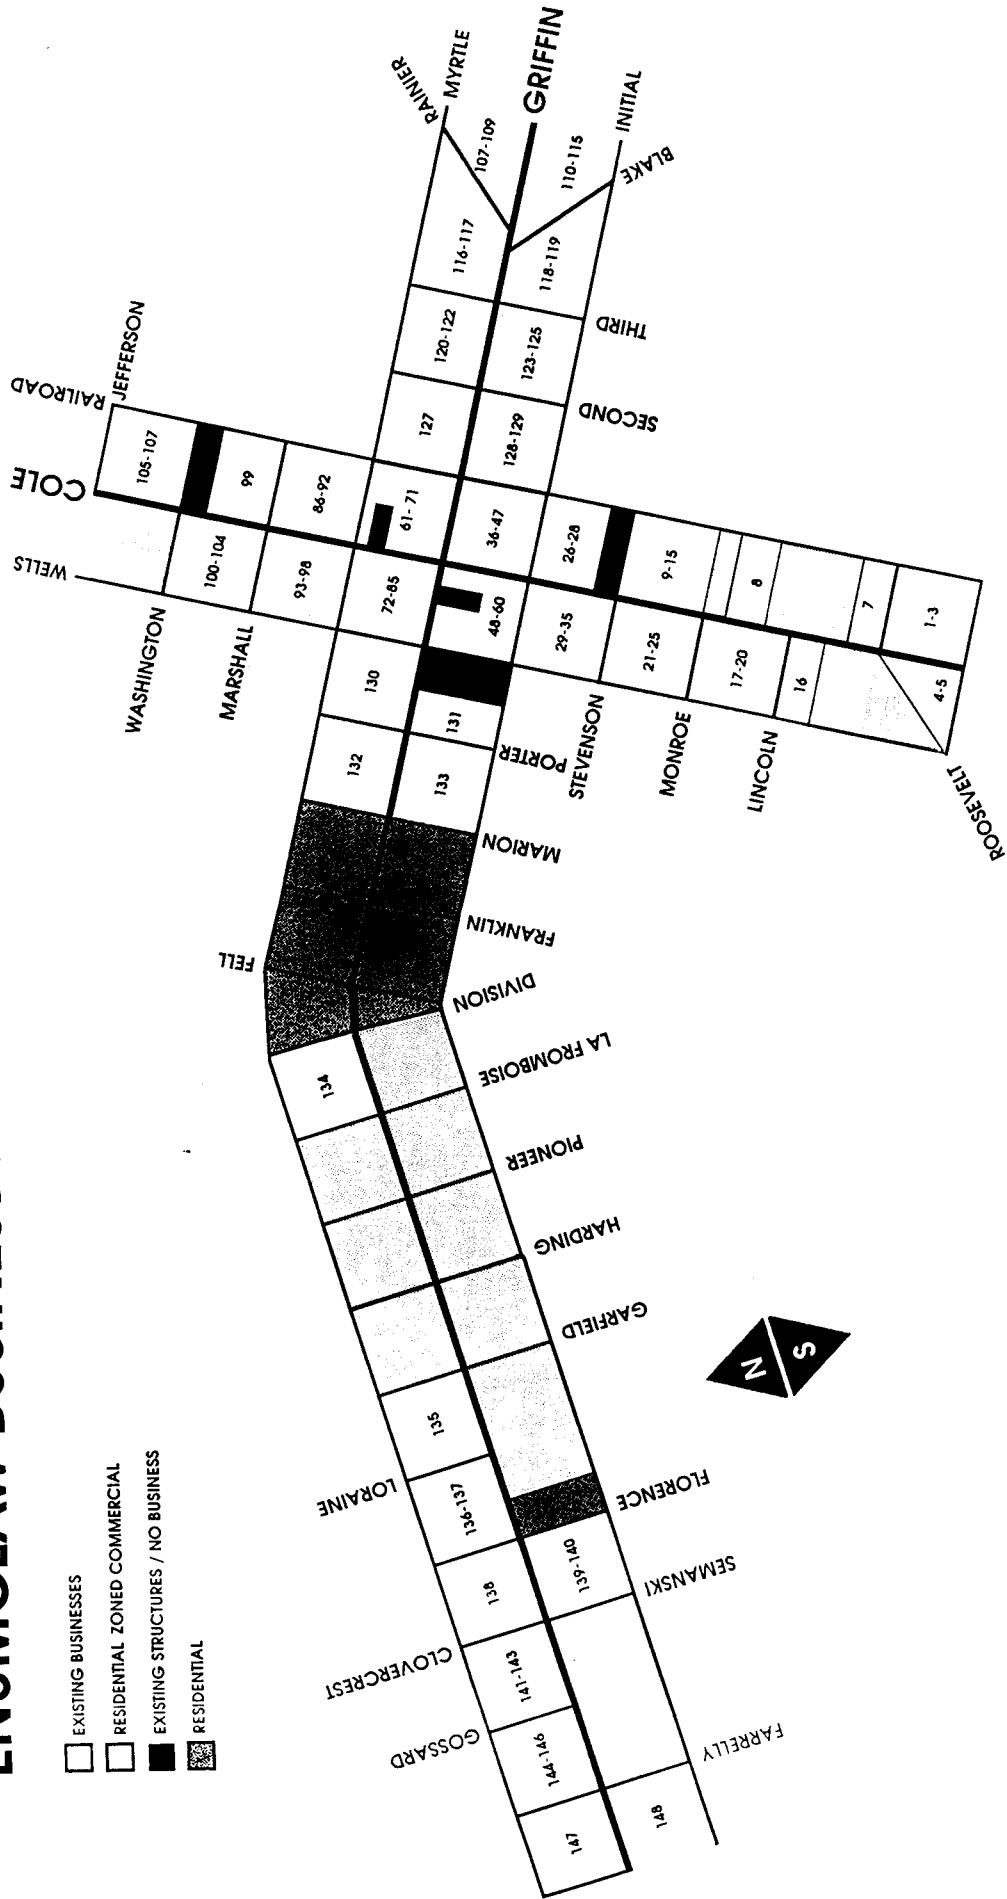 EXISTING BUSINESSES
RESIDENTIAL ZONED COMMERCIAL
EXISTING STRUCTURES / NO BUSINESS
RESIDENTIAL
RAINIER
MYRTLE
GRIFFIN
INITIAL
BLAKE
107-109
110-115
116-117
118-119
THIRD
120-122
123-125
SECOND
127
128-129
RAILROAD
JEFFERSON
COLE
WELLS
105-107
99
100-104
WASHINGTON
86-92
93-98
MARSHALL
61-71
72-85
36-47
48-60
26-28
29-35
STEVENSON
9-15
21-25
MONROE
8
17-20
LINCOLN
16
7
1-3
4-5
ROOSEVELT
130
131
PORTER
132
133
MARION
FRANKLIN
FELL
DIVISION
134
LA FROMBOISE
PIONEER
HARDING
GARFIELD
135
LORAINE
136-137
FLORENCE
138
139-140
SEMANSKI
CLOVERCREST
141-143
GOSSARD
144-146
FARRELLY
147
148
N
S